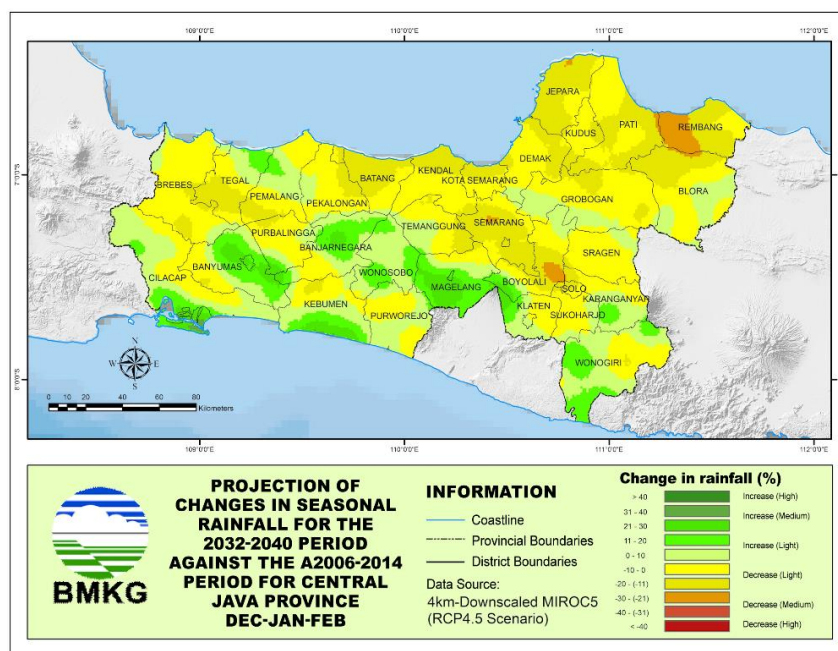 109°0'0"E 110°0'0"E 111°0'0"E 112°0'0"E
7°0'0"S
8°0'0"S
JEPARA
KUDUS
PATI
REMBANG
DEMAK
BREBES
TEGAL
PEMALANG
PEKALONGAN
BATANG
KENDAL
KOTA SEMARANG
GROBOGAN
BLORA
PURBALINGGA
BANJARNEGARA
TEMANGGUNG
SEMARANG
SRAGEN
CILACAP
BANYUMAS
WONOSOBO
MAGELANG
BOYOLALI
SOLO
KARANGANYAR
KEBUMEN
PURWOREJO
KLATEN
SUKOHARJO
WONOGIRI
N
W E
S
0 10 20 40 60 80
Kilometers
109°0'0"E 110°0'0"E 111°0'0"E 112°0'0"E
BMKG
PROJECTION OF
CHANGES IN SEASONAL
RAINFALL FOR THE
2032-2040 PERIOD
AGAINST THE A2006-2014
PERIOD FOR CENTRAL
JAVA PROVINCE
DEC-JAN-FEB
INFORMATION
Coastline
Provincial Boundaries
District Boundaries
Data Source:
4km-Downscaled MIROC5
(RCP4.5 Scenario)
Change in rainfall (%)
> 40 Increase (High)
31 - 40
Increase (Medium)
21 - 30
11 - 20
Increase (Light)
0 - 10
-10 - 0
Decrease (Light)
-20 - (-11)
-30 - (-21)
Decrease (Medium)
-40 - (-31)
< -40 Decrease (High)